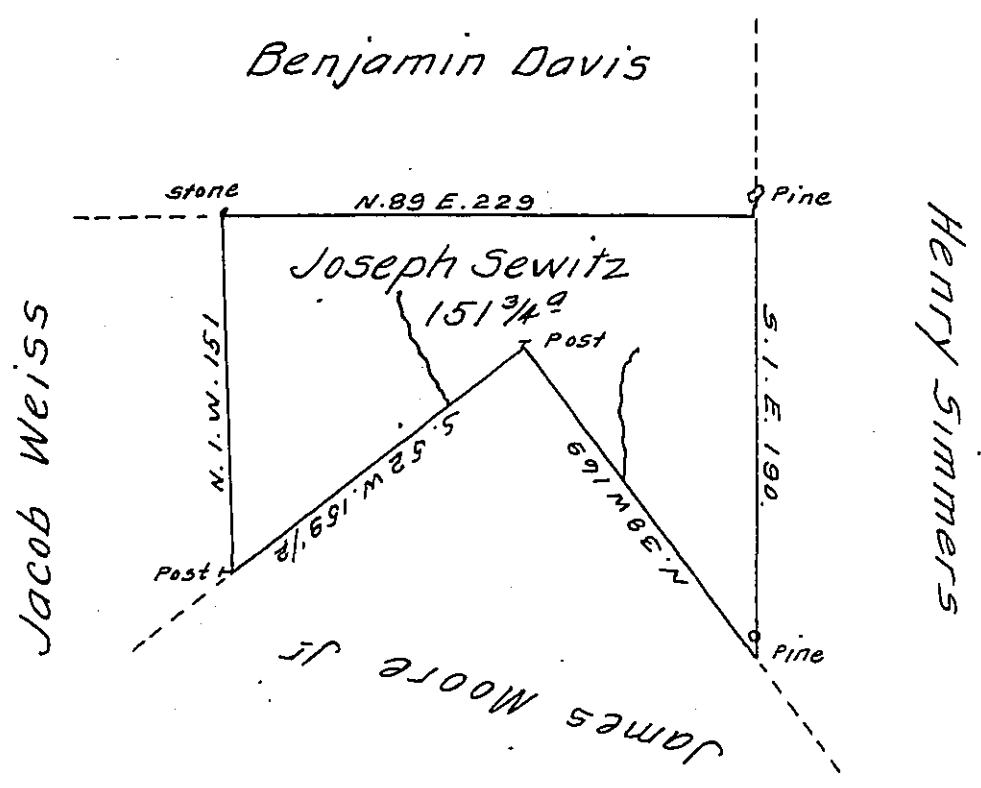 Benjamin Davis
stone
N.89 E.229
Pine
Joseph Sewitz
151 3/4 a
Post
Henry Simmers
Jacob Weiss
N.1.W.151
S.1.E.190.
S.52 W.159 1/2
N.39 W 169
Post
Pine
James Moore Jr